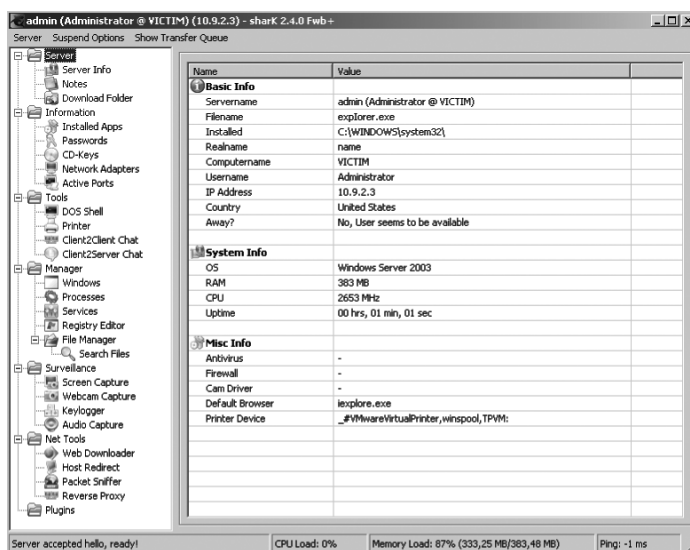 admin (Administrator @ VICTIM) (10.9.2.3) - sharK 2.4.0 Fwb+
Server Suspend Options Show Transfer Queue
Server
Server Info
Notes
Download Folder
Information
Installed Apps
Passwords
CD-Keys
Network Adapters
Active Ports
Tools
DOS Shell
Printer
Client2Client Chat
Client2Server Chat
Manager
Windows
Processes
Services
Registry Editor
File Manager
Search Files
Surveillance
Screen Capture
Webcam Capture
Keylogger
Audio Capture
Net Tools
Web Downloader
Host Redirect
Packet Sniffer
Reverse Proxy
Plugins
Name Value
Basic Info
Servername admin (Administrator @ VICTIM)
Filename expIorer.exe
Installed C:\WINDOWS\system32\
Realname name
Computername VICTIM
Username Administrator
IP Address 10.9.2.3
Country United States
Away? No, User seems to be available
System Info
OS Windows Server 2003
RAM 383 MB
CPU 2653 MHz
Uptime 00 hrs, 01 min, 01 sec
Misc Info
Antivirus -
Firewall -
Cam Driver -
Default Browser iexplore.exe
Printer Device _#VMwareVirtualPrinter,winspool,TPVM:
Server accepted hello, ready! CPU Load: 0% Memory Load: 87% (333,25 MB/383,48 MB) Ping: -1 ms